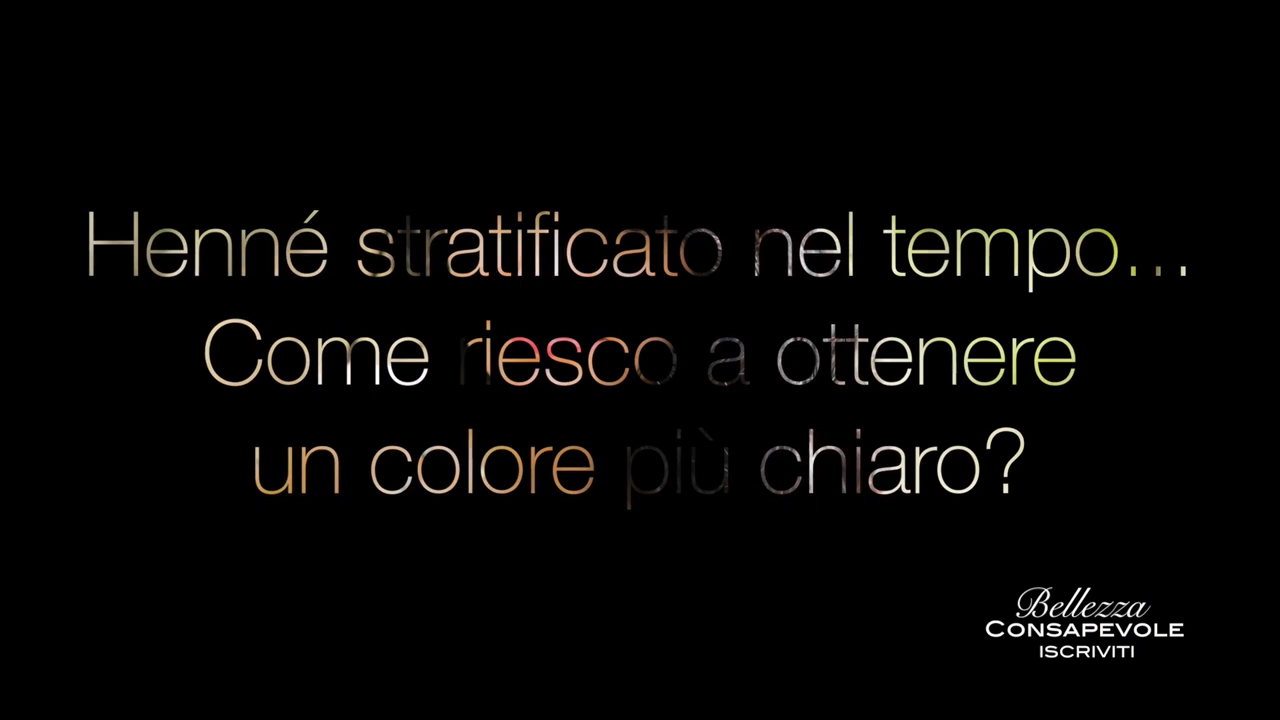 Henné stratificato nel tempo...
Come riesco a ottenere
un colore più chiaro?
Bellezza
CONSAPEVOLE
ISCRIVITI